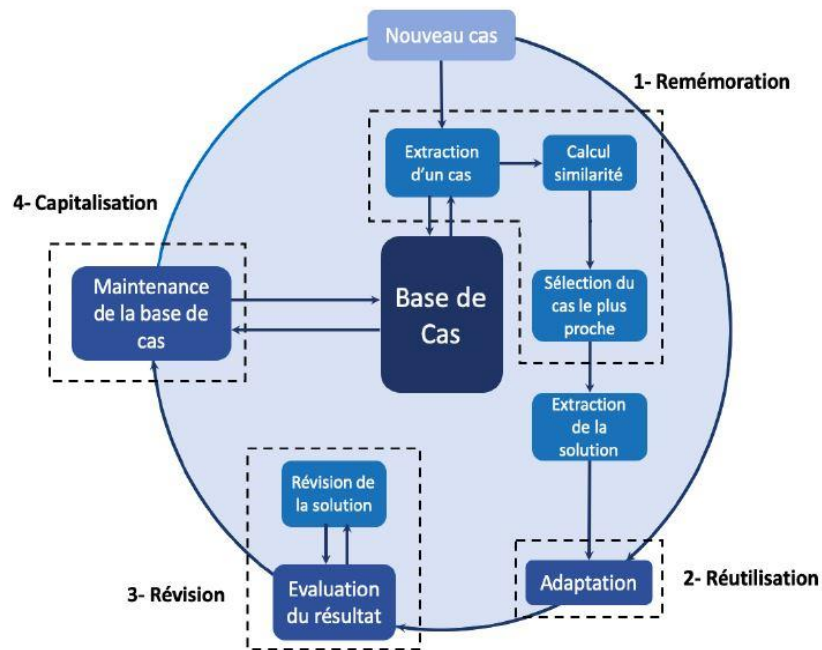 Nouveau cas
1- Remémoration
Extraction
d'un cas
Calcul
similarité
4- Capitalisation
Maintenance
de la base de
cas
Base de
Cas
Sélection du
cas le plus
proche
Extraction
de la
solution
Révision de
la solution
3- Révision
Evaluation
du résultat
Adaptation
2- Réutilisation